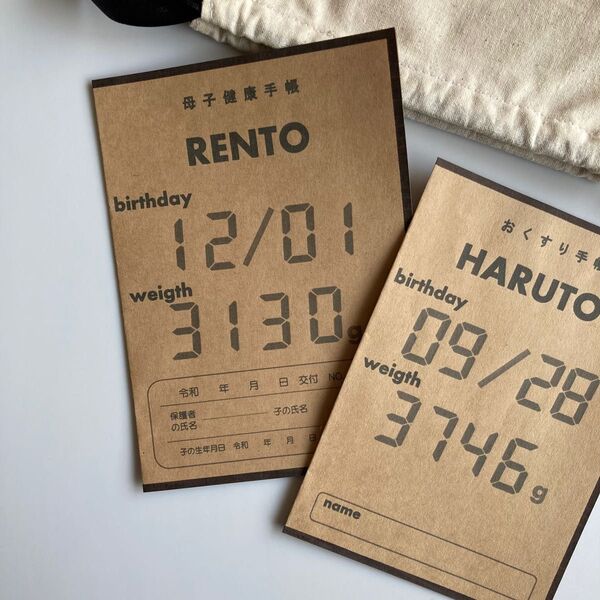 母子健康手帳
RENTO
birthday
12/01
weigth
3130g
令和 年 月 日 交付 NO.
保護者
の氏名
子の氏名
子の生年月日 令和 年 月 日
おくすり手帳
HARUTO
birthday
09/28
weigth
3746g
name